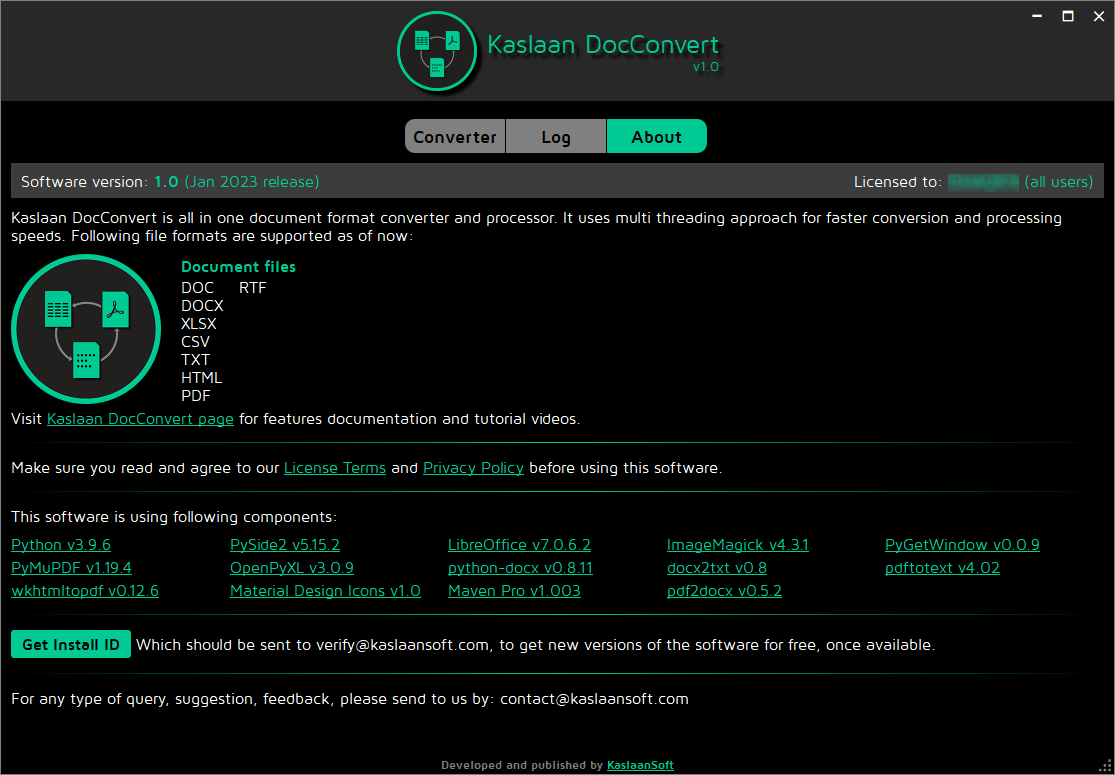 Kaslaan DocConvert
v1.0
Converter Log About
Software version: 1.0 (Jan 2023 release) Licensed to: (all users)
Kaslaan DocConvert is all in one document format converter and processor. It uses multi threading approach for faster conversion and processing
speeds. Following file formats are supported as of now:
Document files
DOC RTF
DOCX
XLSX
CSV
TXT
HTML
PDF
Visit Kaslaan DocConvert page for features documentation and tutorial videos.
Make sure you read and agree to our License Terms and Privacy Policy before using this software.
This software is using following components:
Python v3.9.6 PySide2 v5.15.2 LibreOffice v7.0.6.2 ImageMagick v4.3.1 PyGetWindow v0.0.9
PyMuPDF v1.19.4 OpenPyXL v3.0.9 python-docx v0.8.11 docx2txt v0.8 pdftotext v4.02
wkhtmltopdf v0.12.6 Material Design Icons v1.0 Maven Pro v1.003 pdf2docx v0.5.2
Get Install ID Which should be sent to verify@kaslaansoft.com, to get new versions of the software for free, once available.
For any type of query, suggestion, feedback, please send to us by: contact@kaslaansoft.com
Developed and published by KaslaanSoft